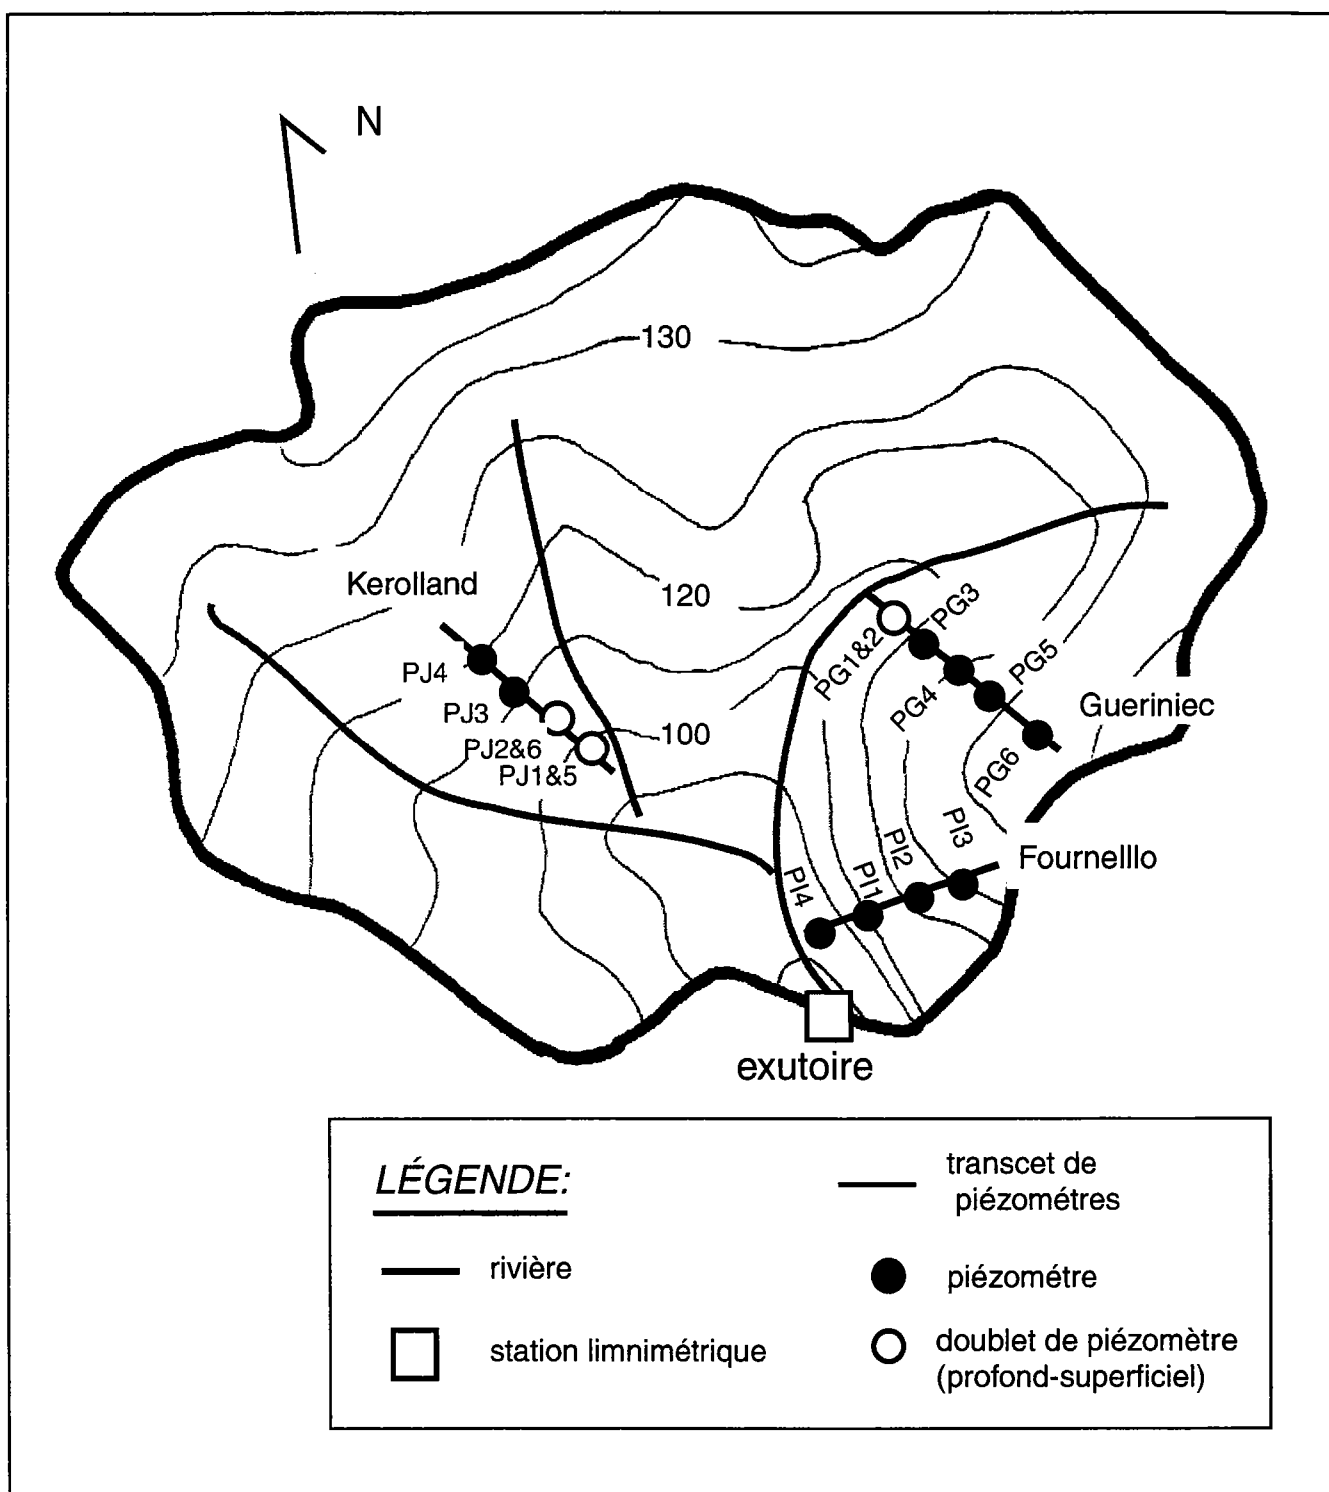 N
130
Kerolland
120
PG3
PG1&2
PG5
PJ4
PG4
Gueriniec
PJ3
100
PJ2&6
PJ1&5
PG6
PI3
PI2
Fournelllo
PI1
PI4
exutoire
LÉGENDE:
transcet de
piézométres
rivière
piézométre
station limnimétrique
doublet de piézomètre
(profond-superficiel)